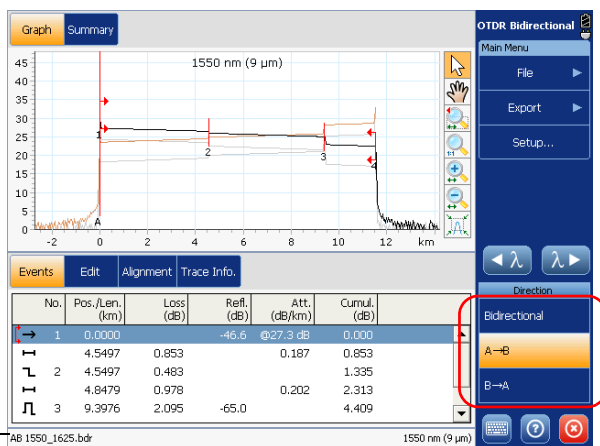 Graph Summary
OTDR Bidirectional
Main Menu
File
Export
Setup...
1550 nm (9 µm)
45
40
35
30
25
20
15
10
5
0
1
2
3
4
A
-2 0 2 4 6 8 10 12 km
1:1
λ λ
Direction
Bidirectional
A→B
B→A
Events Edit Alignment Trace Info.
No. Pos./Len. (km) Loss (dB) Refl. (dB) Att. (dB/km) Cumul. (dB)
1 0.0000 -46.6 @27.3 dB 0.000
4.5497 0.853 0.187 0.853
2 4.5497 0.483 1.335
4.8479 0.978 0.202 2.313
3 9.3976 2.095 -65.0 4.409
AB 1550_1625.bdr 1550 nm (9 µm)